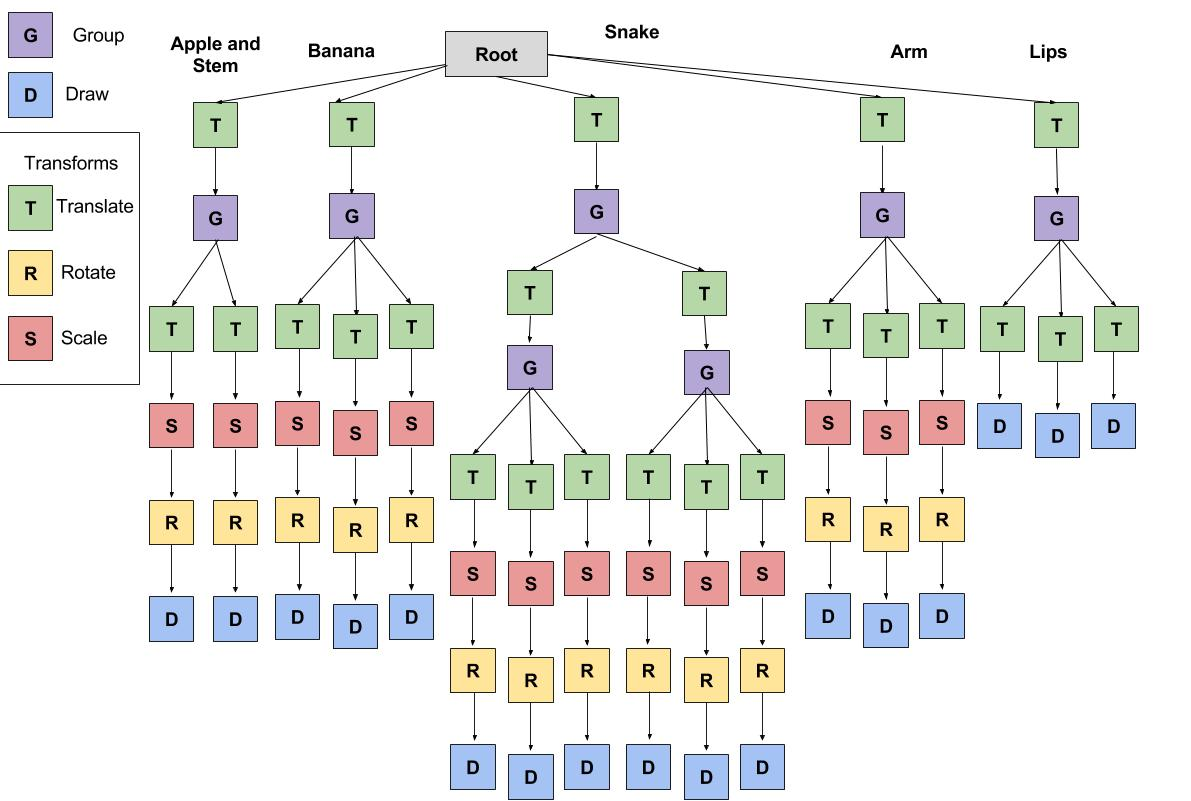 G Group
D Draw
Transforms
T Translate
R Rotate
S Scale
Apple and
Stem
Banana
Root
Snake
Arm
Lips
T T T T T
G G G G G
T T
T T T T T T T T T T T
G G
S S S S S S S S D D D
T T T T T T
R R R R R R R R
S S S S S S
D D D D D D D D
R R R R R R
D D D D D D